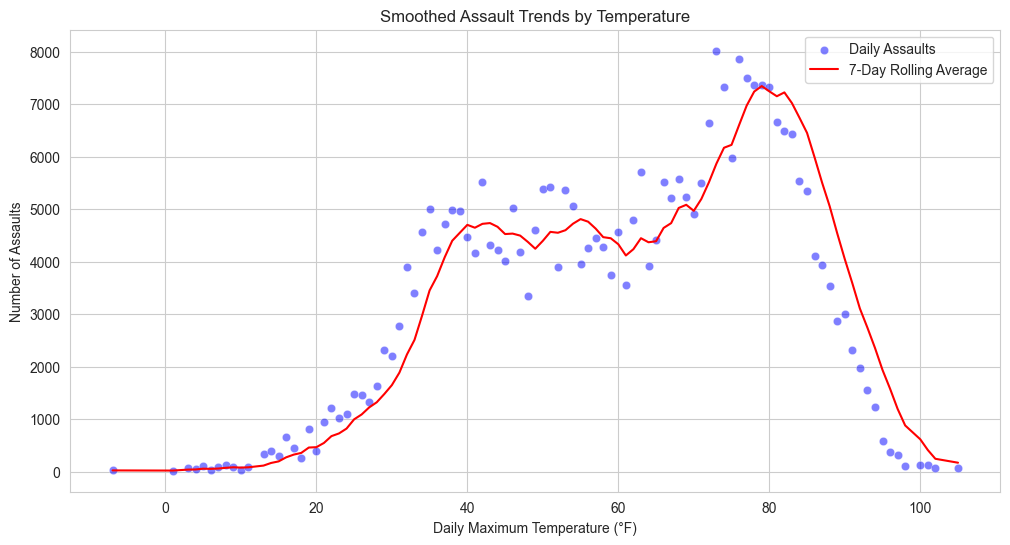 Smoothed Assault Trends by Temperature
Daily Assaults
7-Day Rolling Average
8000
7000
6000
5000
4000
3000
2000
1000
0
Number of Assaults
0 20 40 60 80 100
Daily Maximum Temperature (°F)